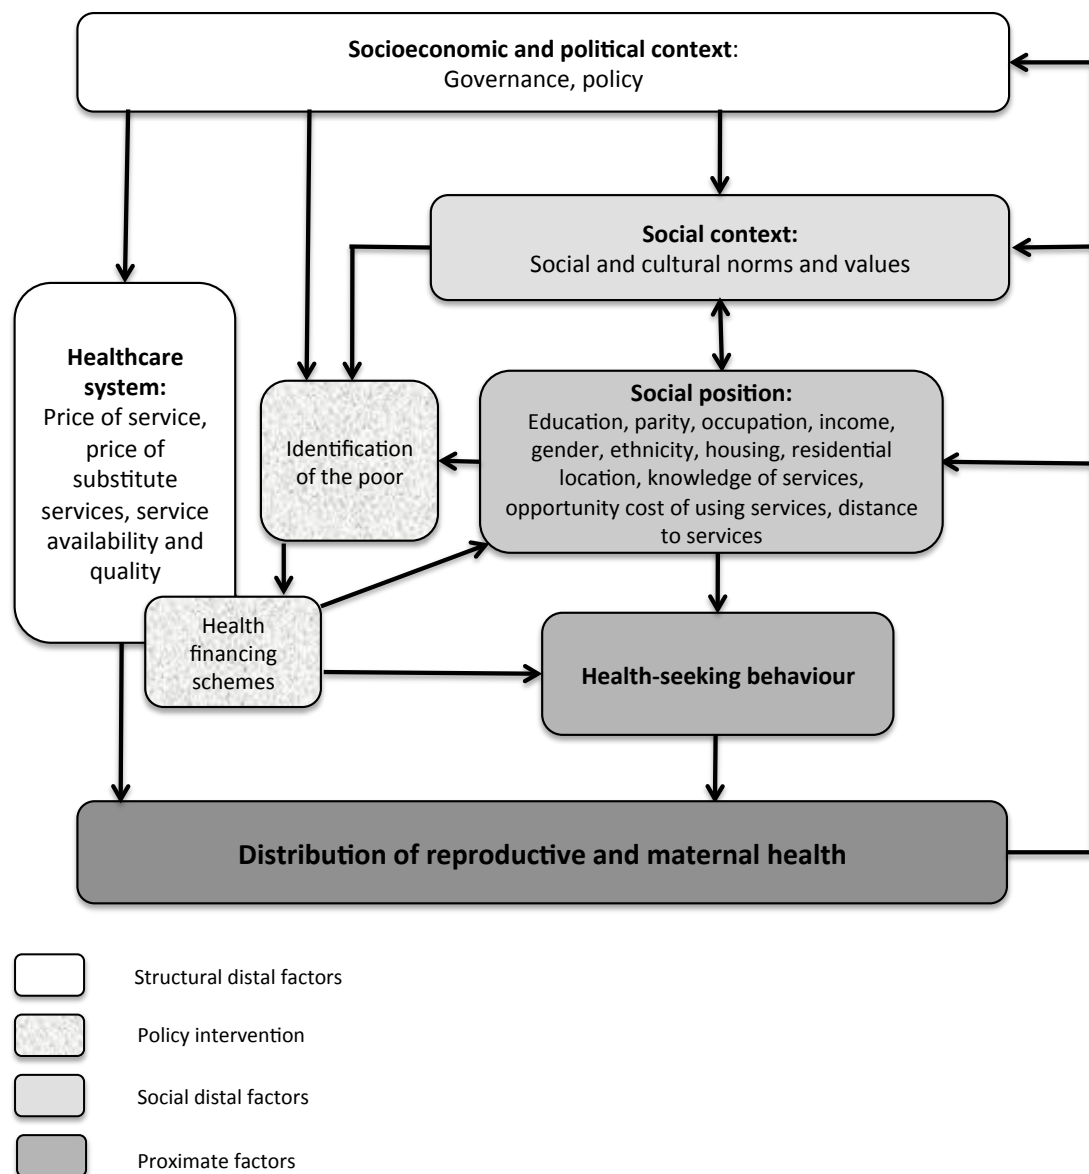 Socioeconomic and political context:
Governance, policy
Social context:
Social and cultural norms and values
Healthcare
system:
Price of service,
price of
substitute
services, service
availability and
quality
Identification
of the poor
Social position:
Education, parity, occupation, income,
gender, ethnicity, housing, residential
location, knowledge of services,
opportunity cost of using services, distance
to services
Health
financing
schemes
Health-seeking behaviour
Distribution of reproductive and maternal health
Structural distal factors
Policy intervention
Social distal factors
Proximate factors